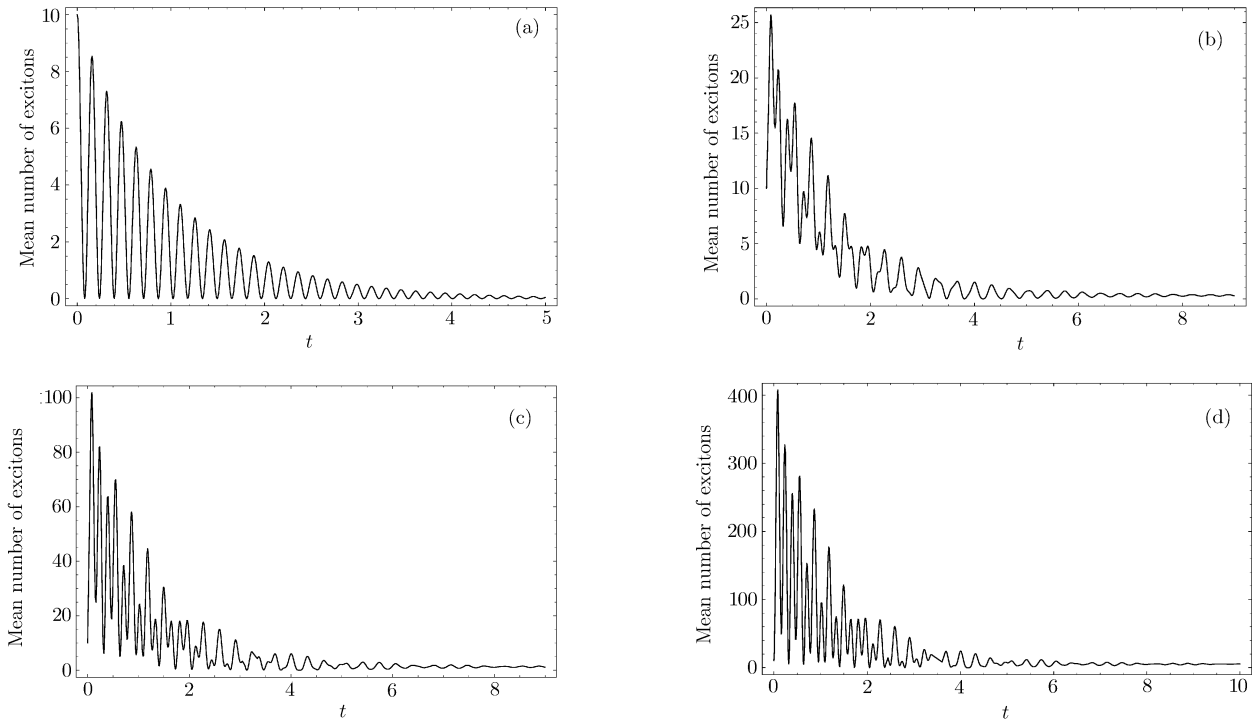 (a)
Mean number of excitons
10
8
6
4
2
0
0 1 2 3 4 5
t
(b)
Mean number of excitons
25
20
15
10
5
0
0 2 4 6 8
t
(c)
Mean number of excitons
100
80
60
40
20
0
0 2 4 6 8
t
(d)
Mean number of excitons
400
300
200
100
0
0 2 4 6 8 10
t